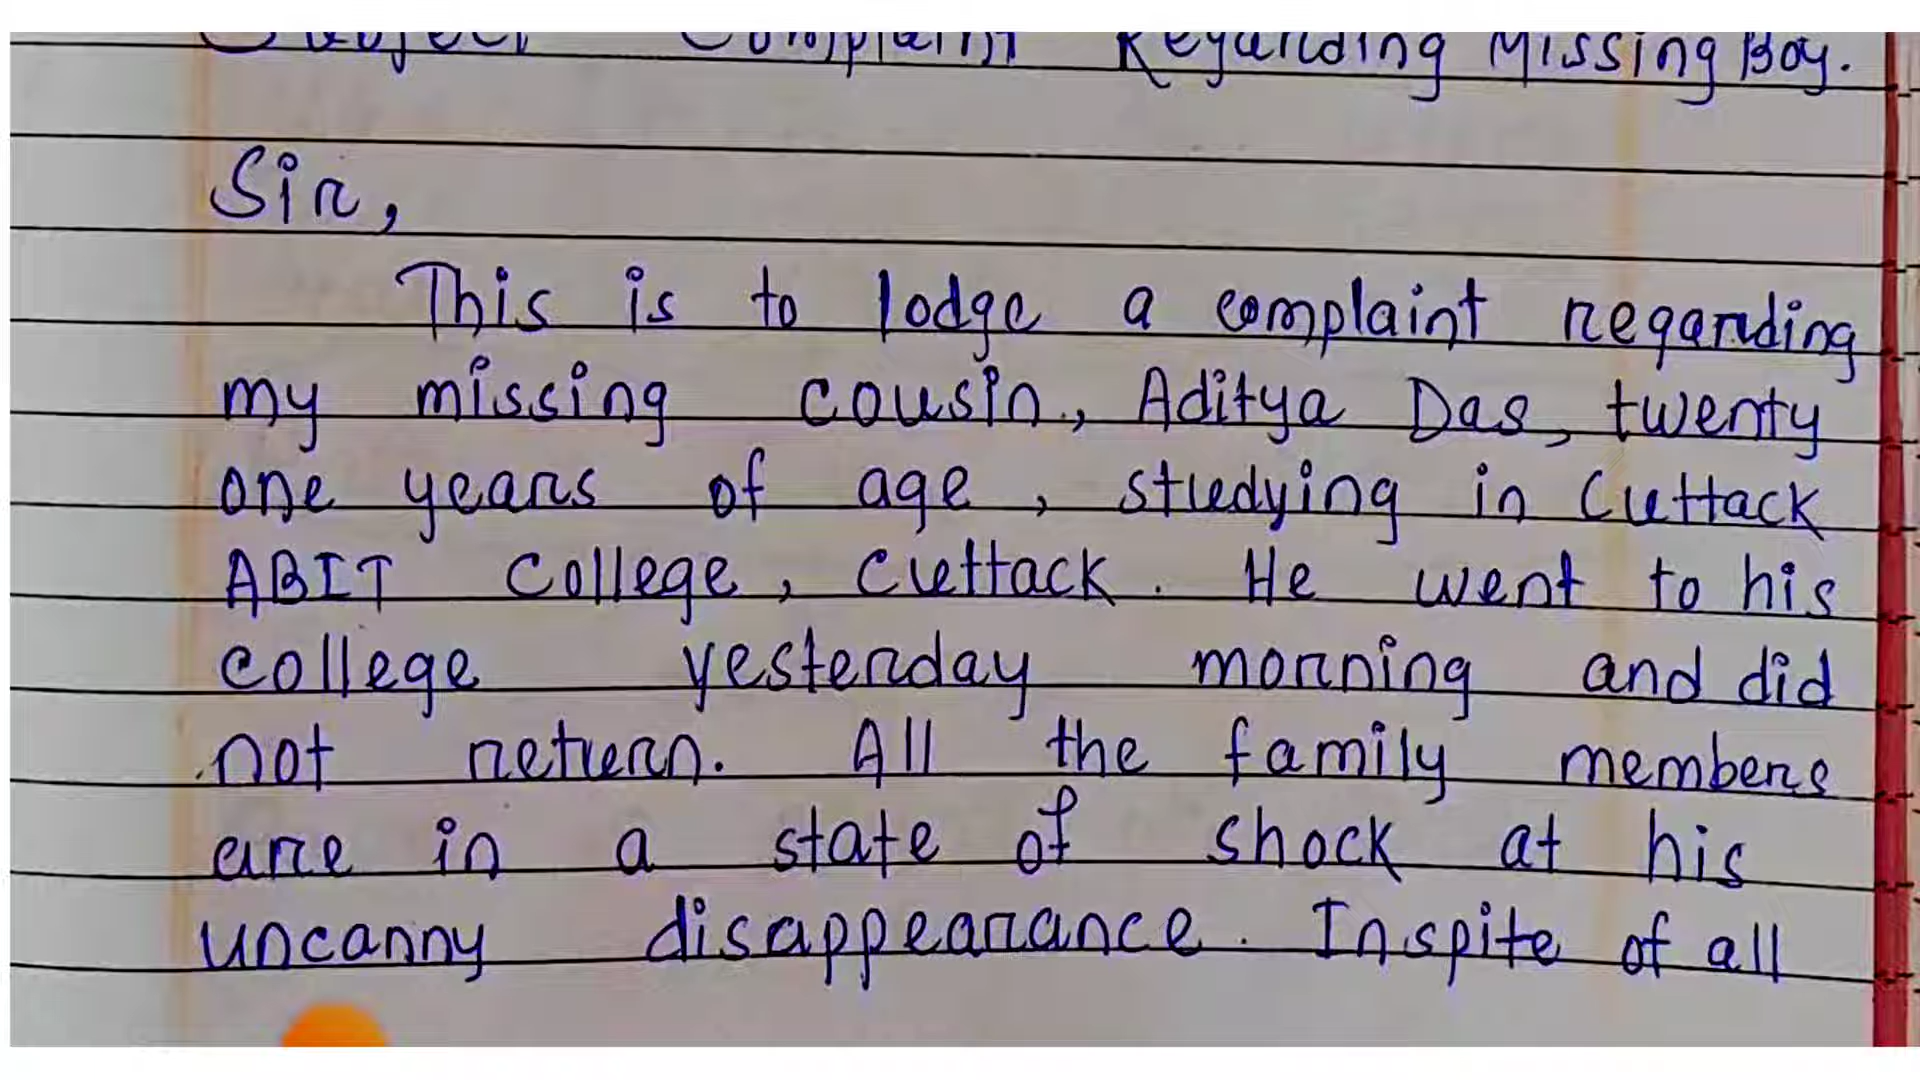 Subject Complaint Regarding Missing Boy.
Sir,
This is to lodge a complaint regarding
my missing cousin, Aditya Das, twenty
one years of age, studying in Cuttack
ABIT College, Cuttack. He went to his
college yesterday morning and did
not return. All the family members
are in a state of shock at his
uncanny disappearance. Inspite of all